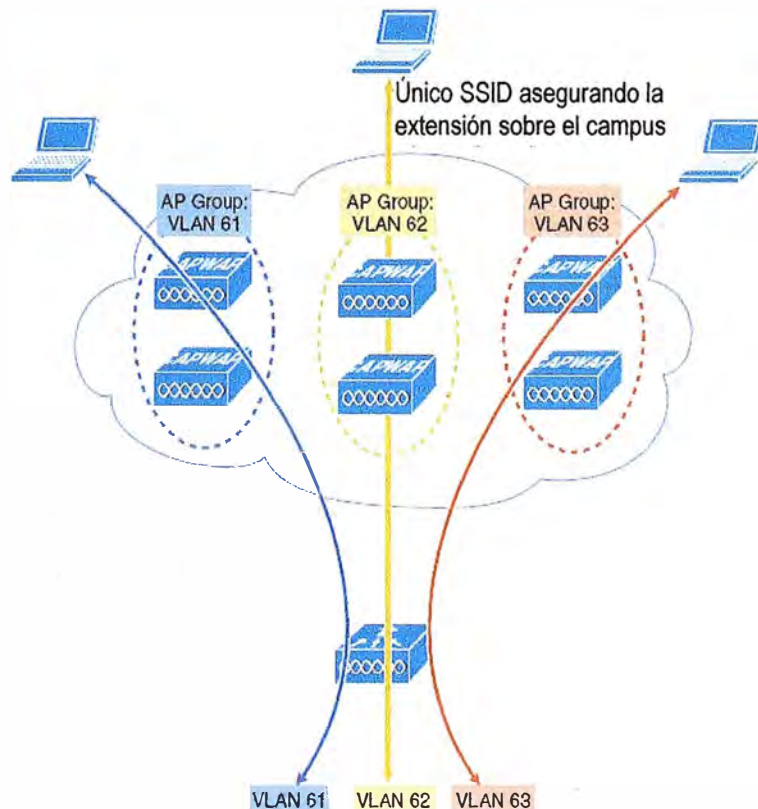 Único SSID asegurando la
extensión sobre el campus
AP Group:
VLAN 61
AP Group:
VLAN 62
AP Group:
VLAN 63
CAPWAP
CAPWAP
CAPWAP
CAPWAP
CAPWAP
CAPWAP
VLAN 61
VLAN 62
VLAN 63